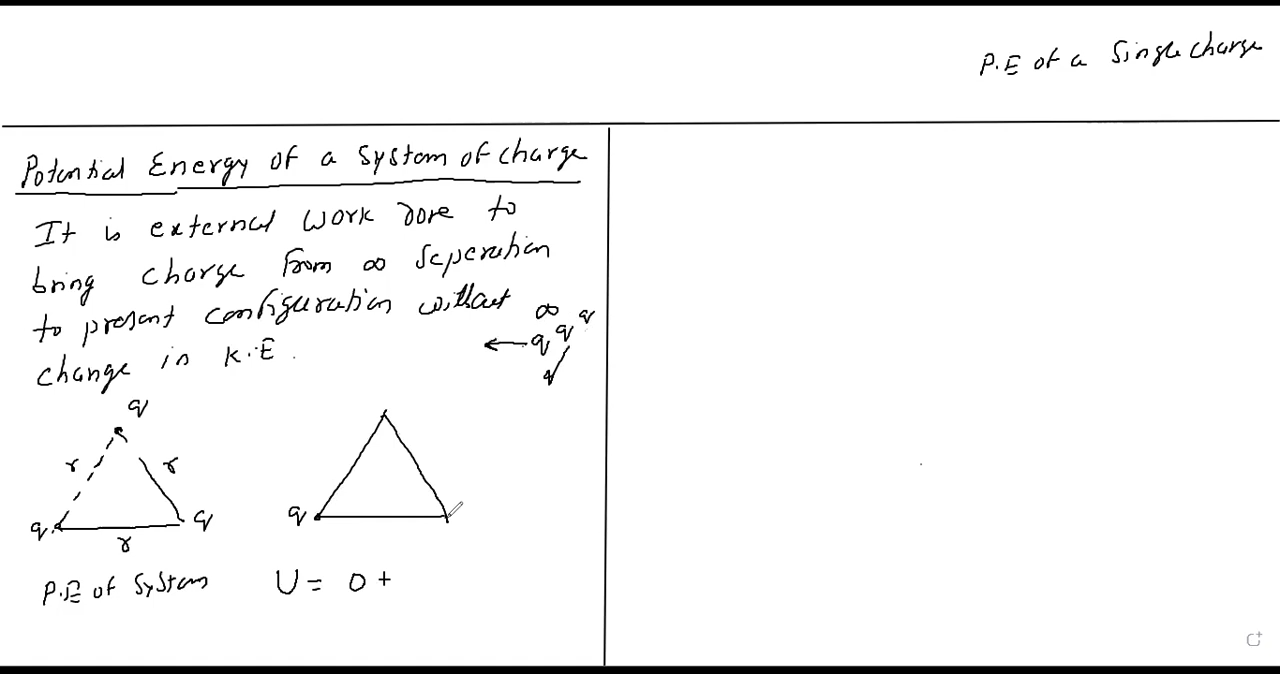 P.E of a Single charge
Potential Energy of a System of charge
It is external work done to
bring charge from ∞ Seperation
to present configuration without
change in K.E.
∞ q
← q q
q
q
r r
q q
r
q
P.E of System U = 0 +